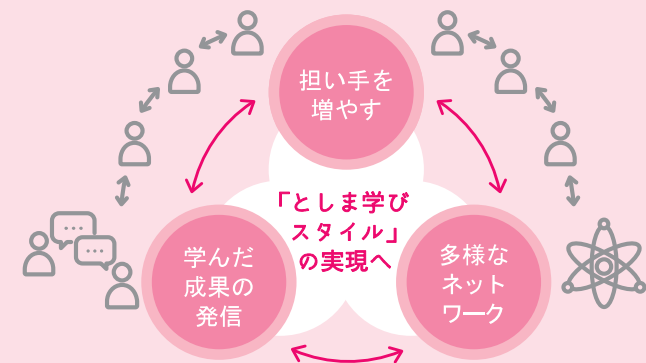 担い手を
増やす
「としま学び
スタイル」
の実現へ
学んだ
成果の
発信
多様な
ネット
ワーク